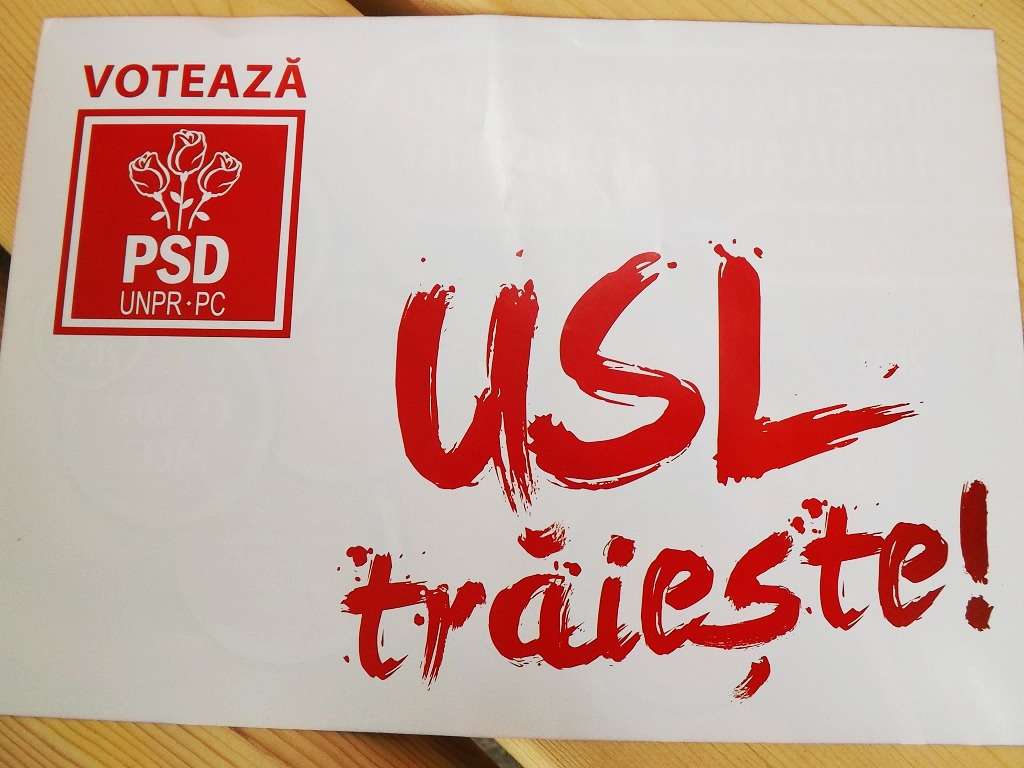 VOTEAZĂ
PSD
UNPR·PC
USL
trăiește!